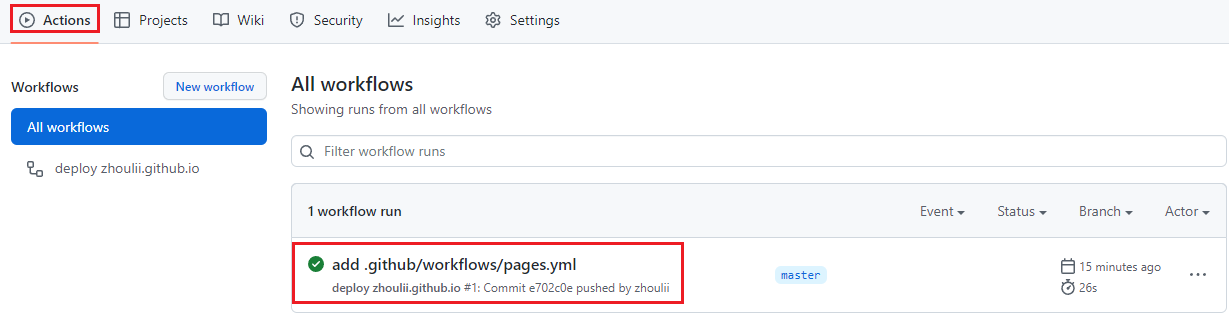 Actions Projects Wiki Security Insights Settings
Workflows New workflow
All workflows
deploy zhoulii.github.io
All workflows
Showing runs from all workflows
Filter workflow runs
1 workflow run Event Status Branch Actor
add .github/workflows/pages.yml
deploy zhoulii.github.io #1: Commit e702c0e pushed by zhoulii
master
15 minutes ago
26s